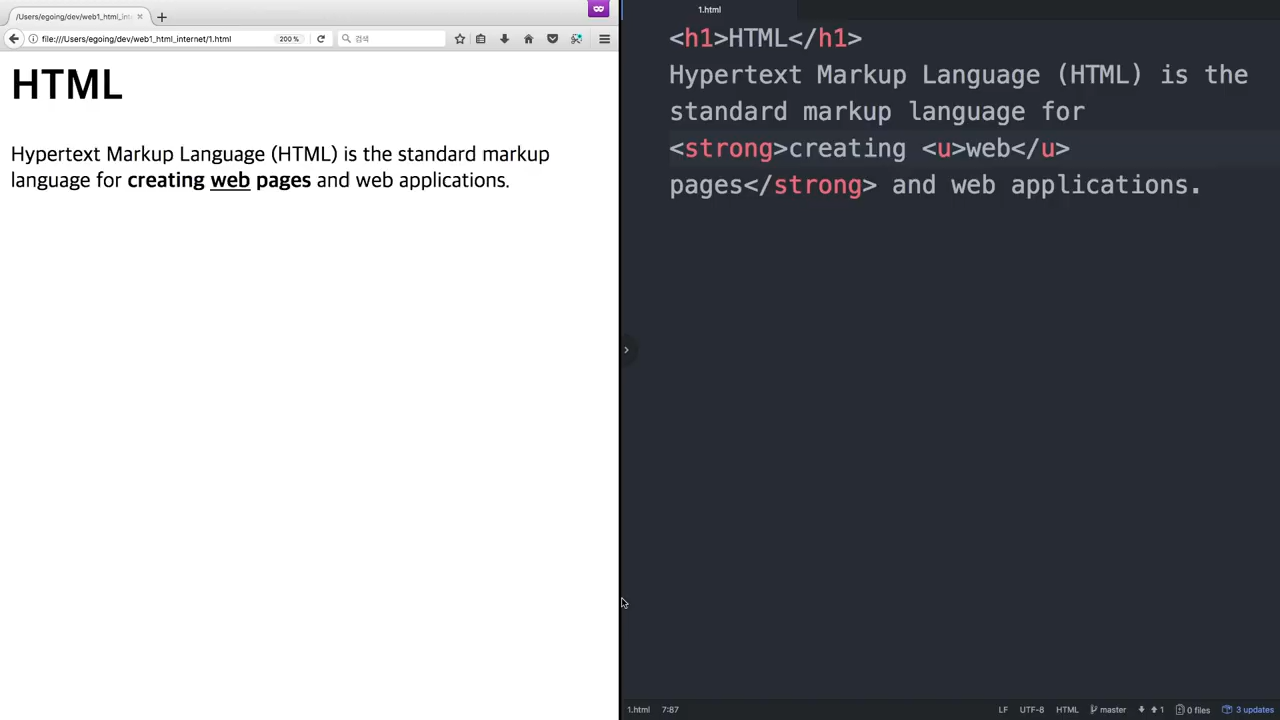 /Users/egoing/dev/web1_html_int
file:///Users/egoing/dev/web1_html_internet/1.html
200 %
검색
HTML
Hypertext Markup Language (HTML) is the standard markup
language for creating web pages and web applications.
1.html
<h1>HTML</h1>
Hypertext Markup Language (HTML) is the
standard markup language for
<strong>creating <u>web</u>
pages</strong> and web applications.
1.html 7:87
LF UTF-8 HTML master 1 0 files 3 updates